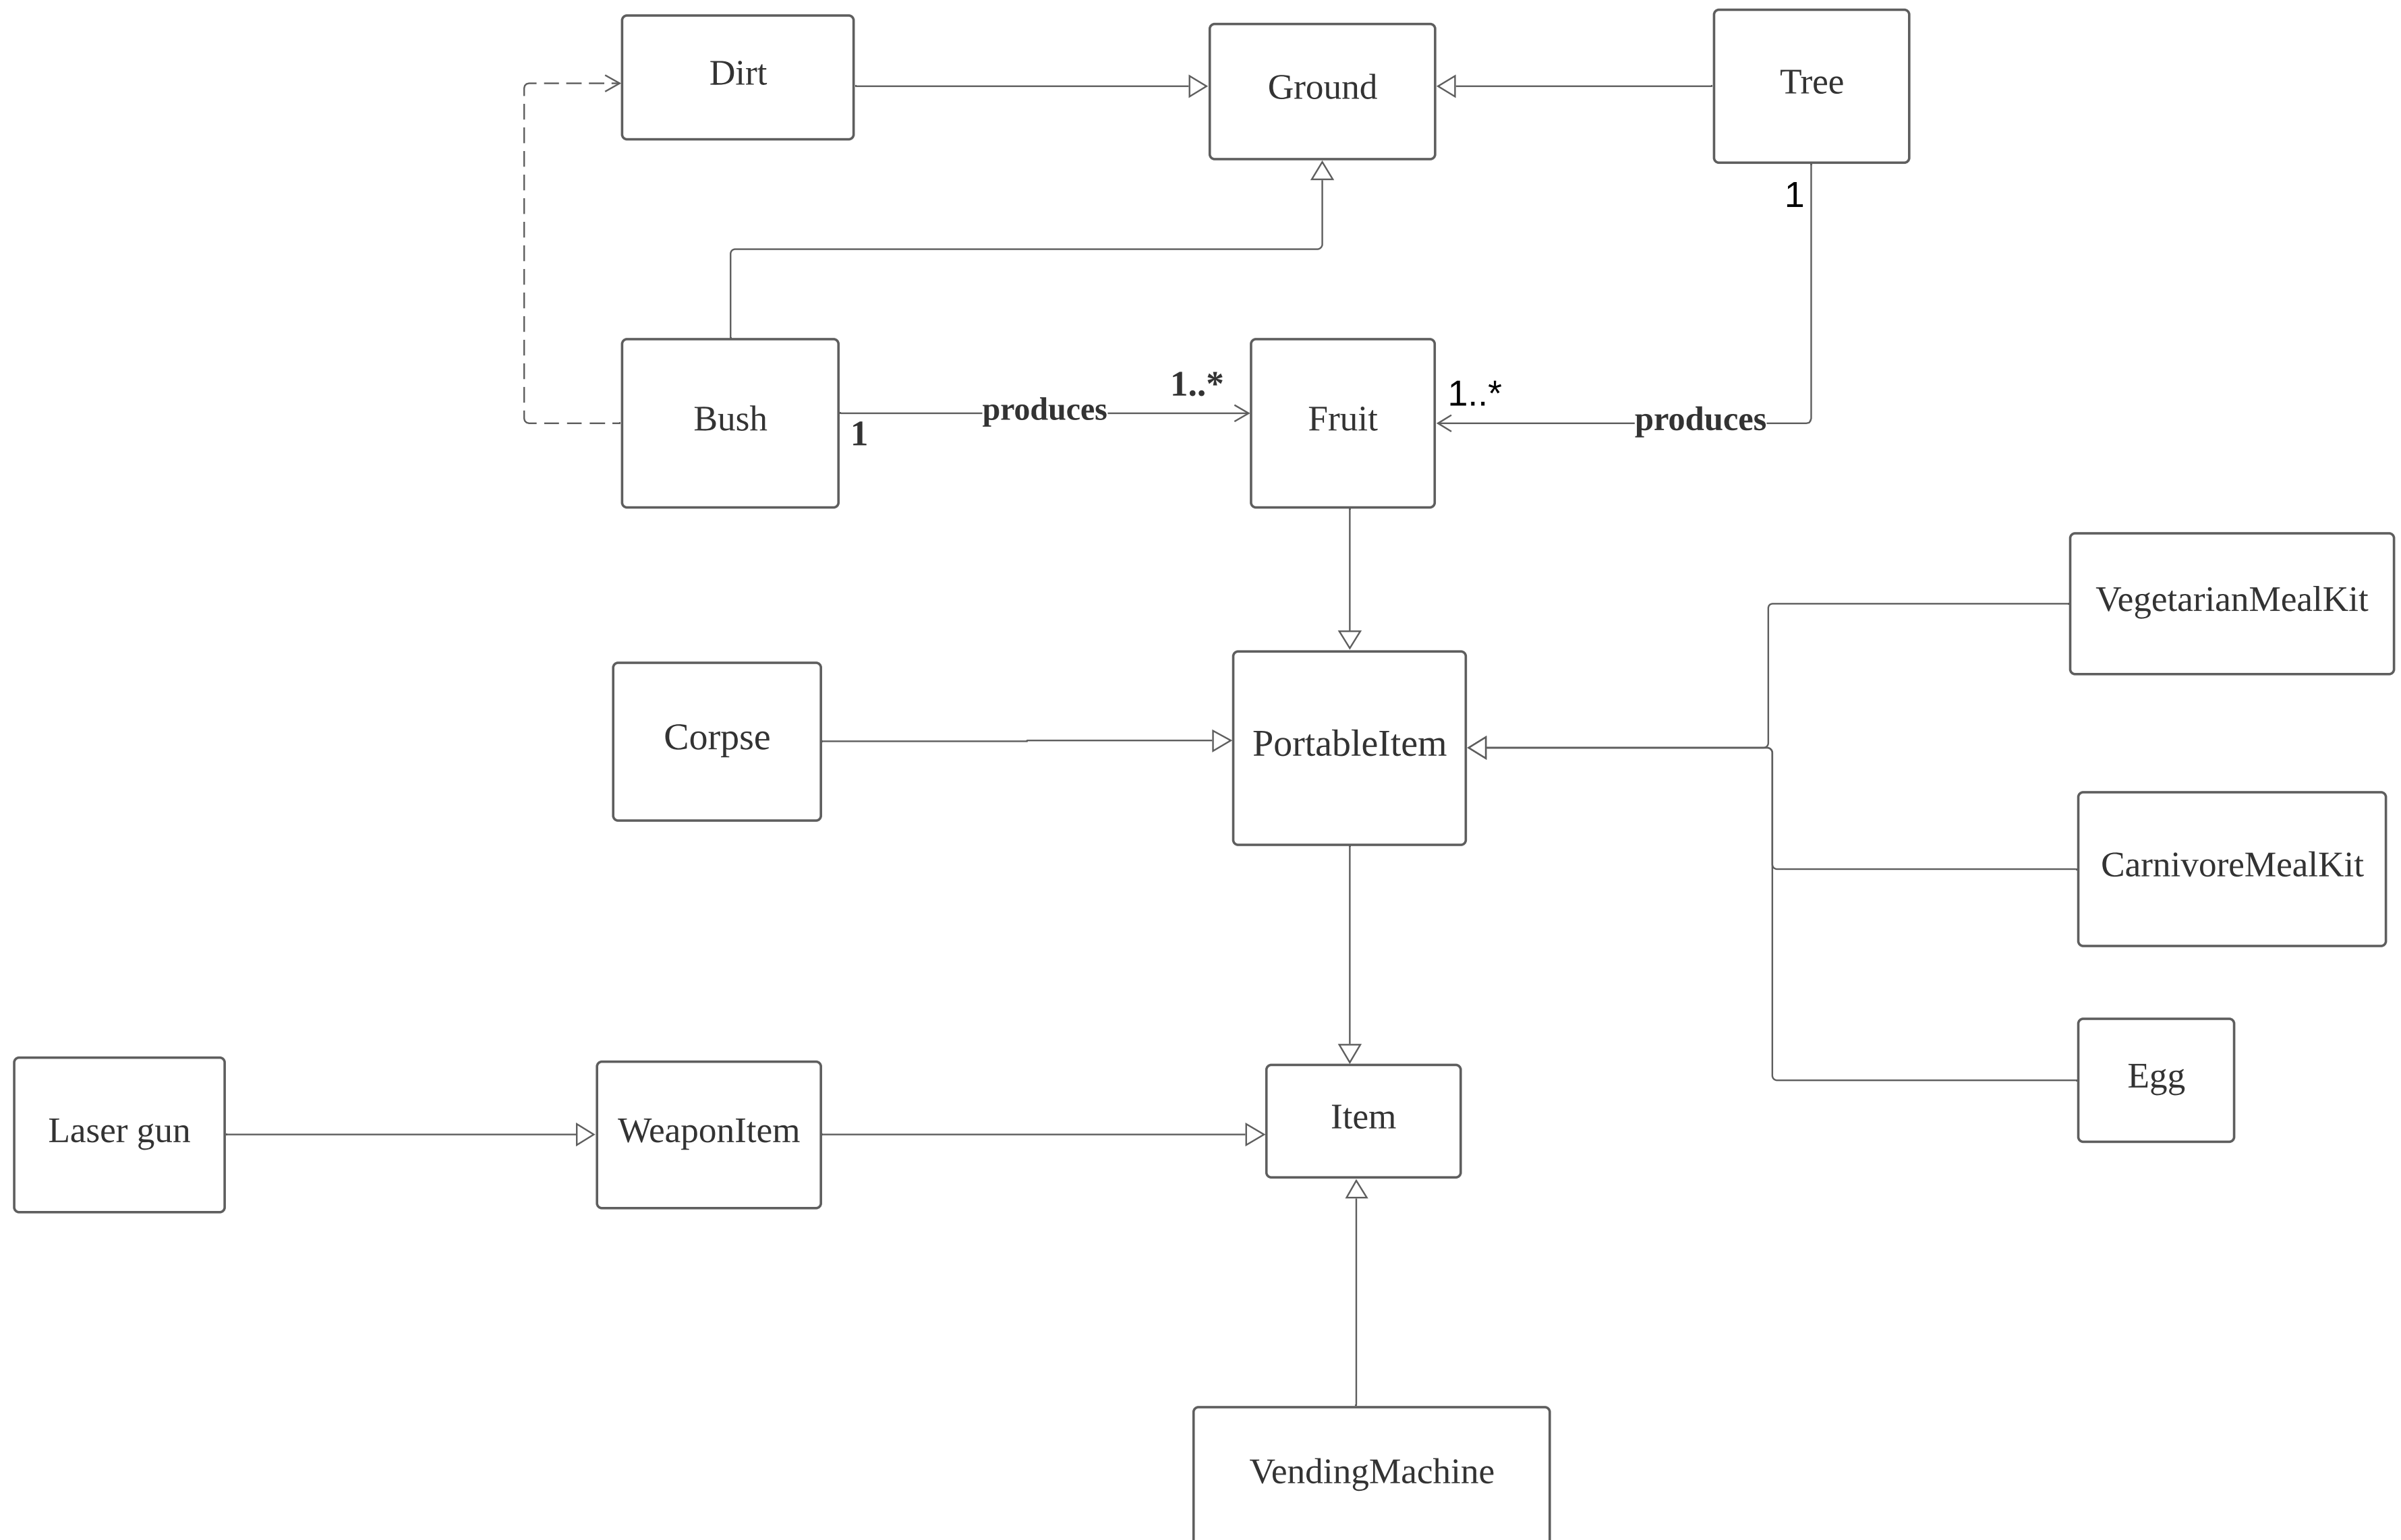 Dirt
Ground
Tree
1
Bush
1
produces
1..*
Fruit
1..*
produces
VegetarianMealKit
Corpse
PortableItem
CarnivoreMealKit
Laser gun
WeaponItem
Item
Egg
VendingMachine